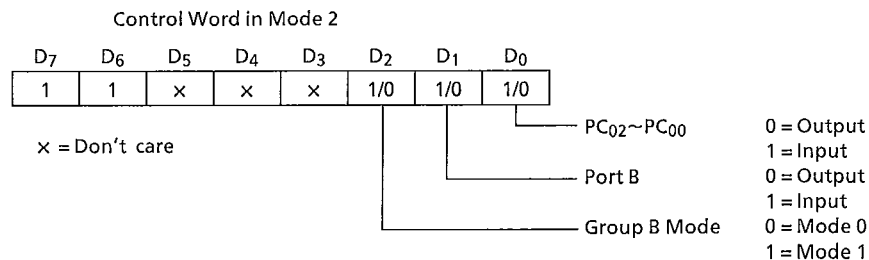 Control Word in Mode 2
D7 D6 D5 D4 D3 D2 D1 D0
1 1 × × × 1/0 1/0 1/0
× = Don't care
PC02~PC00 0 = Output
1 = Input
Port B 0 = Output
1 = Input
Group B Mode 0 = Mode 0
1 = Mode 1